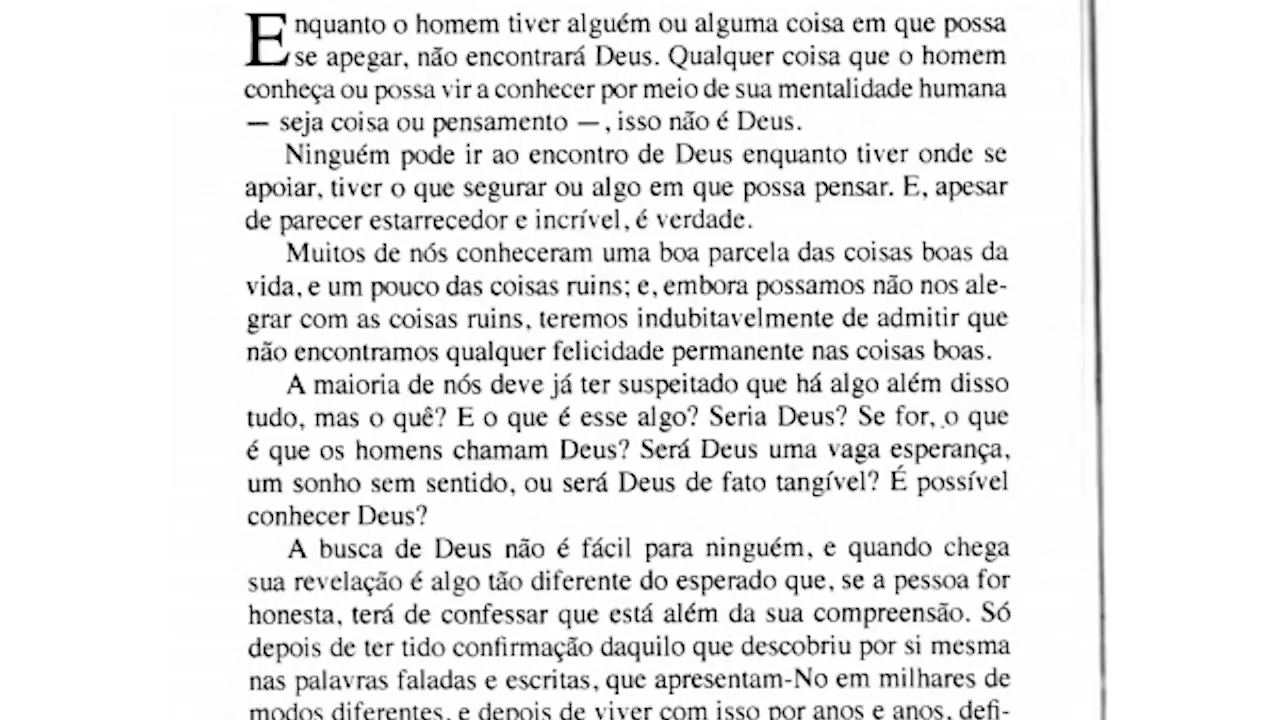 Enquanto o homem tiver alguém ou alguma coisa em que possa
se apegar, não encontrará Deus. Qualquer coisa que o homem
conheça ou possa vir a conhecer por meio de sua mentalidade humana
— seja coisa ou pensamento —, isso não é Deus.
Ninguém pode ir ao encontro de Deus enquanto tiver onde se
apoiar, tiver o que segurar ou algo em que possa pensar. E, apesar
de parecer estarrecedor e incrível, é verdade.
Muitos de nós conheceram uma boa parcela das coisas boas da
vida, e um pouco das coisas ruins; e, embora possamos não nos ale-
grar com as coisas ruins, teremos indubitavelmente de admitir que
não encontramos qualquer felicidade permanente nas coisas boas.
A maioria de nós deve já ter suspeitado que há algo além disso
tudo, mas o quê? E o que é esse algo? Seria Deus? Se for, o que
é que os homens chamam Deus? Será Deus uma vaga esperança,
um sonho sem sentido, ou será Deus de fato tangível? É possível
conhecer Deus?
A busca de Deus não é fácil para ninguém, e quando chega
sua revelação é algo tão diferente do esperado que, se a pessoa for
honesta, terá de confessar que está além da sua compreensão. Só
depois de ter tido confirmação daquilo que descobriu por si mesma
nas palavras faladas e escritas, que apresentam-No em milhares de
modos diferentes, e depois de viver com isso por anos e anos, defi-